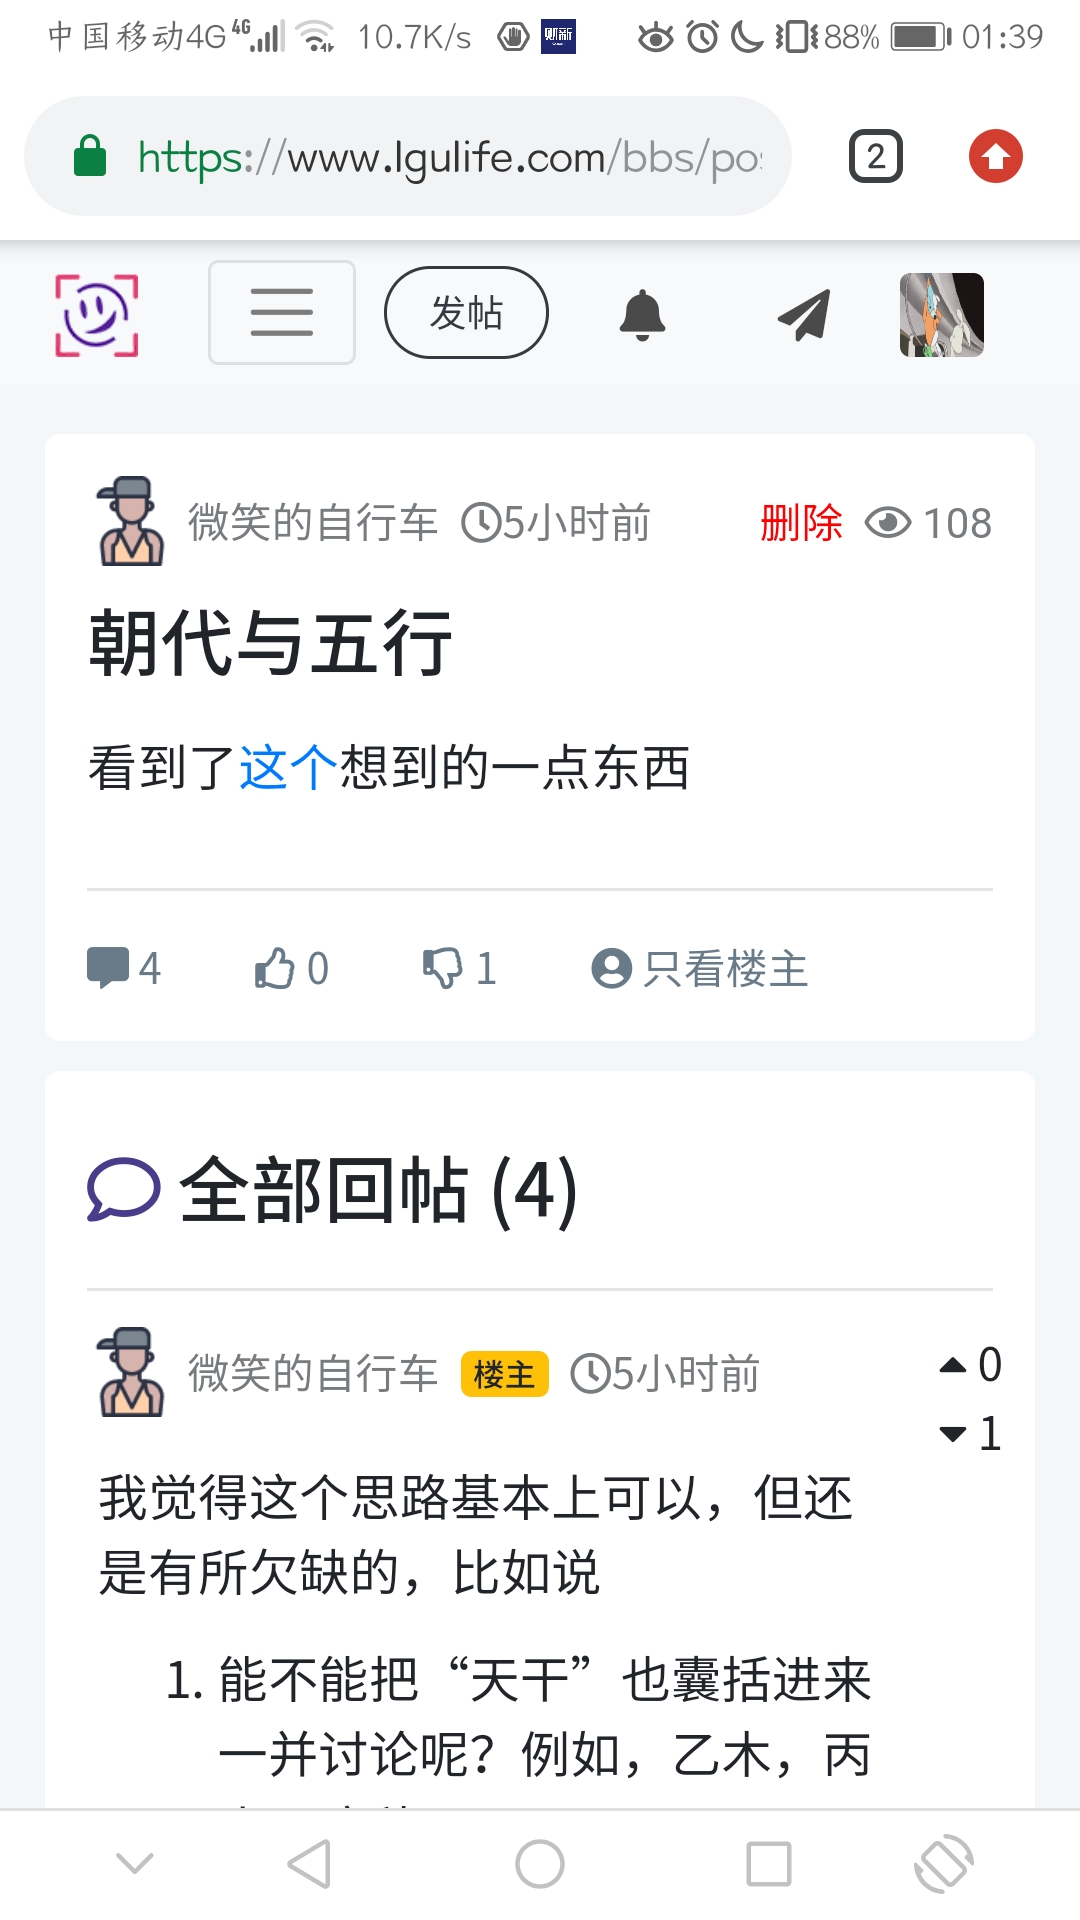 中国移动4G 4G 10.7K/s 财新 88% 01:39
https://www.lgulife.com/bbs/pos
2
发帖
微笑的自行车 5小时前 删除 108
朝代与五行
看到了这个想到的一点东西
4 0 1 只看楼主
全部回帖 (4)
微笑的自行车 楼主 5小时前 0
1
我觉得这个思路基本上可以，但还
是有所欠缺的，比如说
1. 能不能把“天干”也囊括进来
一并讨论呢？例如，乙木，丙